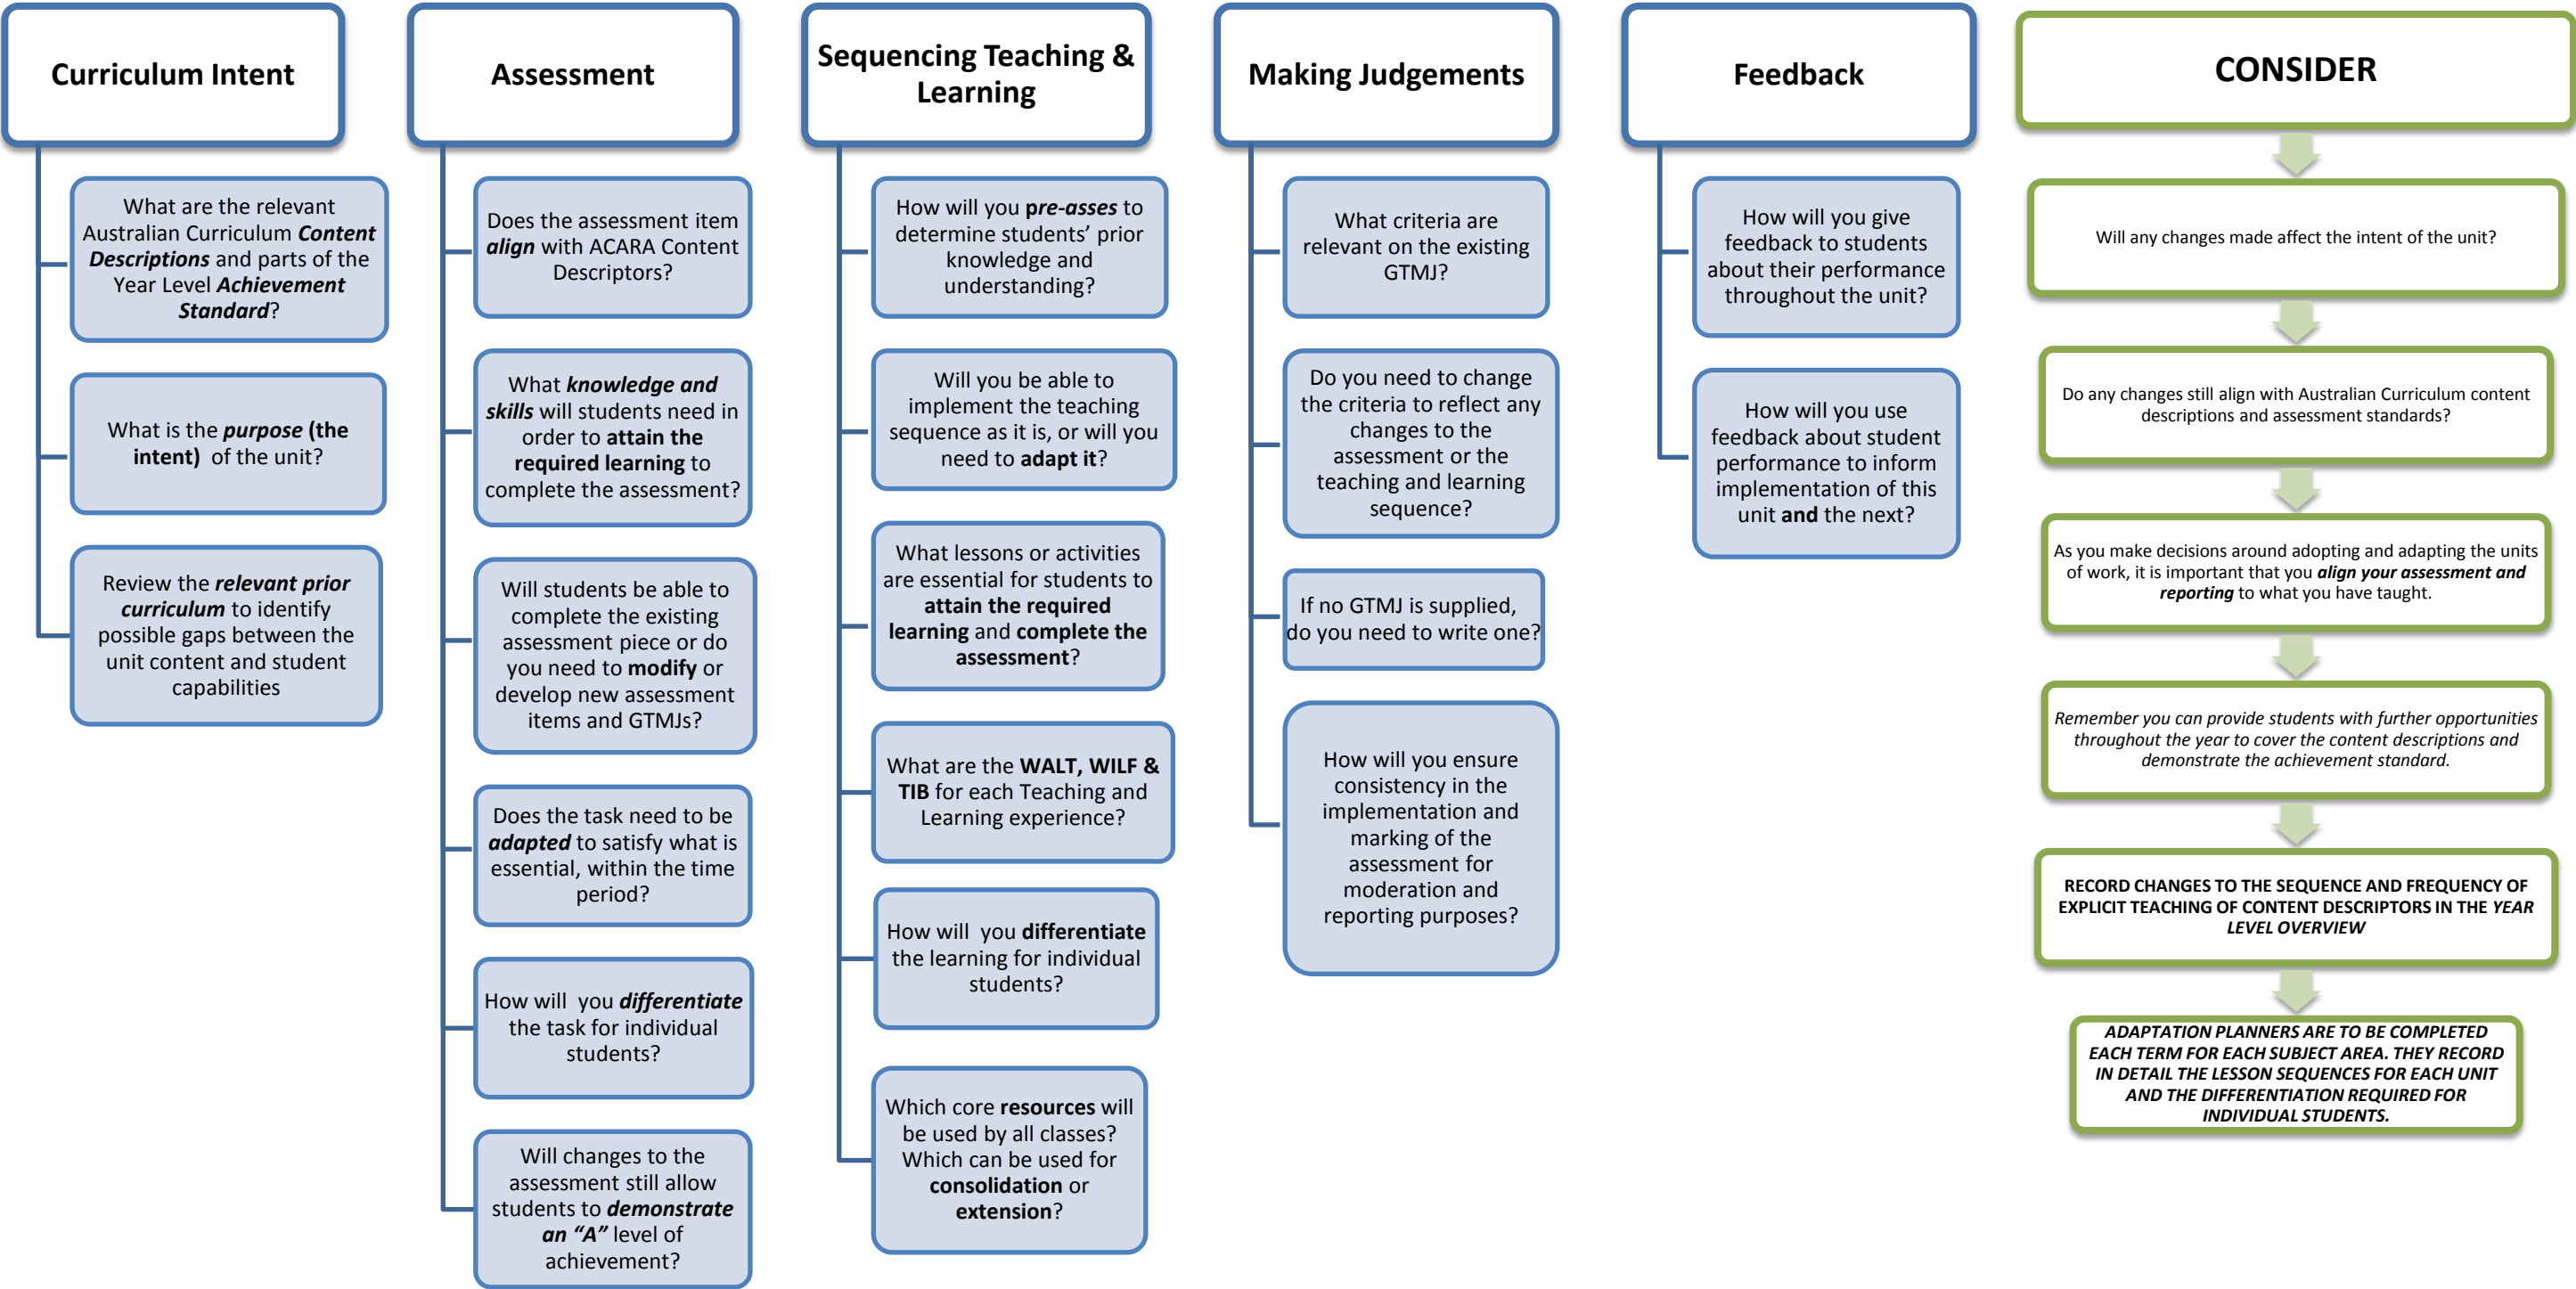 Curriculum Intent
What are the relevant
Australian Curriculum Content
Descriptions and parts of the
Year Level Achievement
Standard?
What is the purpose (the
intent) of the unit?
Review the relevant prior
curriculum to identify
possible gaps between the
unit content and student
capabilities
Assessment
Does the assessment item
align with ACARA Content
Descriptors?
What knowledge and
skills will students need in
order to attain the
required learning to
complete the assessment?
Will students be able to
complete the existing
assessment piece or do
you need to modify or
develop new assessment
items and GTMJs?
Does the task need to be
adapted to satisfy what is
essential, within the time
period?
How will you differentiate
the task for individual
students?
Will changes to the
assessment still allow
students to demonstrate
an “A” level of
achievement?
Sequencing Teaching &
Learning
How will you pre-asses to
determine students’ prior
knowledge and
understanding?
Will you be able to
implement the teaching
sequence as it is, or will you
need to adapt it?
What lessons or activities
are essential for students to
attain the required
learning and complete the
assessment?
What are the WALT, WILF &
TIB for each Teaching and
Learning experience?
How will you differentiate
the learning for individual
students?
Which core resources will
be used by all classes?
Which can be used for
consolidation or
extension?
Making Judgements
What criteria are
relevant on the existing
GTMJ?
Do you need to change
the criteria to reflect any
changes to the
assessment or the
teaching and learning
sequence?
If no GTMJ is supplied,
do you need to write one?
How will you ensure
consistency in the
implementation and
marking of the
assessment for
moderation and
reporting purposes?
Feedback
How will you give
feedback to students
about their performance
throughout the unit?
How will you use
feedback about student
performance to inform
implementation of this
unit and the next?
CONSIDER
Will any changes made affect the intent of the unit?
Do any changes still align with Australian Curriculum content
descriptions and assessment standards?
As you make decisions around adopting and adapting the units
of work, it is important that you align your assessment and
reporting to what you have taught.
Remember you can provide students with further opportunities
throughout the year to cover the content descriptions and
demonstrate the achievement standard.
RECORD CHANGES TO THE SEQUENCE AND FREQUENCY OF
EXPLICIT TEACHING OF CONTENT DESCRIPTORS IN THE YEAR
LEVEL OVERVIEW
ADAPTATION PLANNERS ARE TO BE COMPLETED
EACH TERM FOR EACH SUBJECT AREA. THEY RECORD
IN DETAIL THE LESSON SEQUENCES FOR EACH UNIT
AND THE DIFFERENTIATION REQUIRED FOR
INDIVIDUAL STUDENTS.